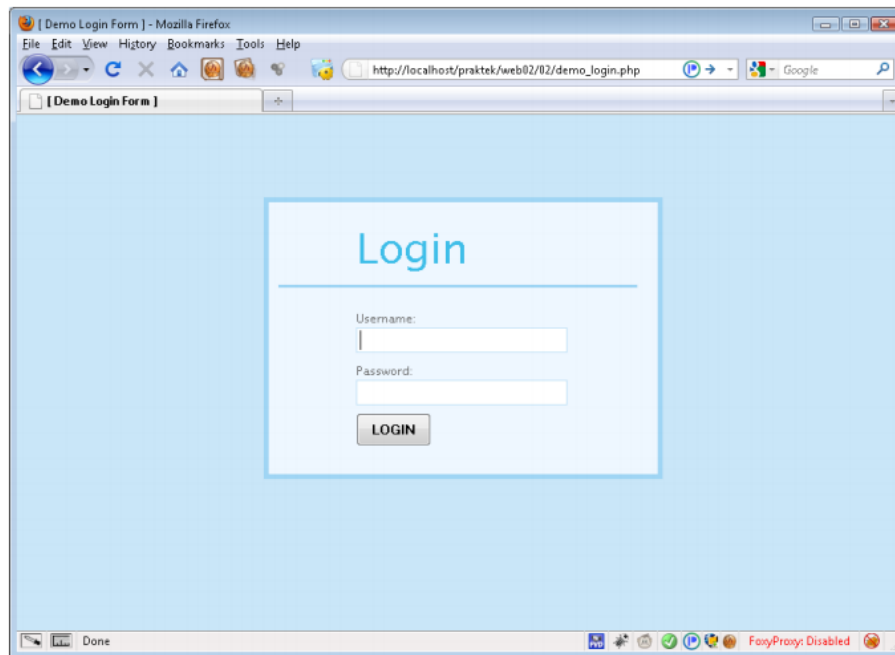 [ Demo Login Form ] - Mozilla Firefox
File Edit View History Bookmarks Tools Help
http://localhost/praktek/web02/02/demo_login.php
Google
[ Demo Login Form ]
Login
Username:
Password:
LOGIN
Done
FoxyProxy: Disabled